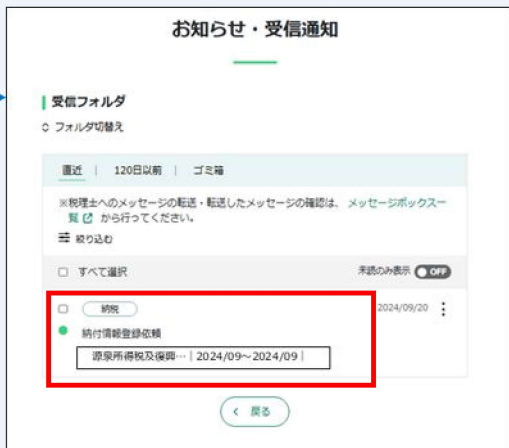 お知らせ・受信通知
受信フォルダ
フォルダ切替え
直近 | 120日以前 | ゴミ箱
※税理士へのメッセージの転送・転送したメッセージの確認は、 メッセージボックス一
覧 から行ってください。
絞り込む
すべて選択 未読のみ表示 OFF
納税 2024/09/20
納付情報登録依頼
源泉所得税及復興…|2024/09～2024/09|
< 戻る